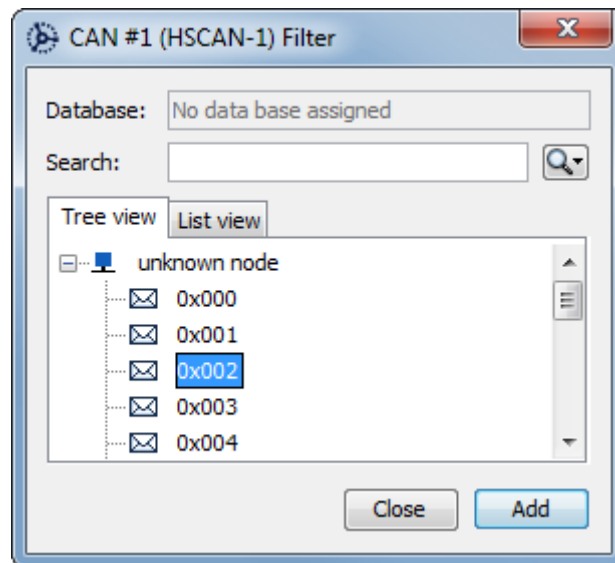 CAN #1 (HSCAN-1) Filter
Database: No data base assigned
Search:
Tree view List view
unknown node
0x000
0x001
0x002
0x003
0x004
Close Add